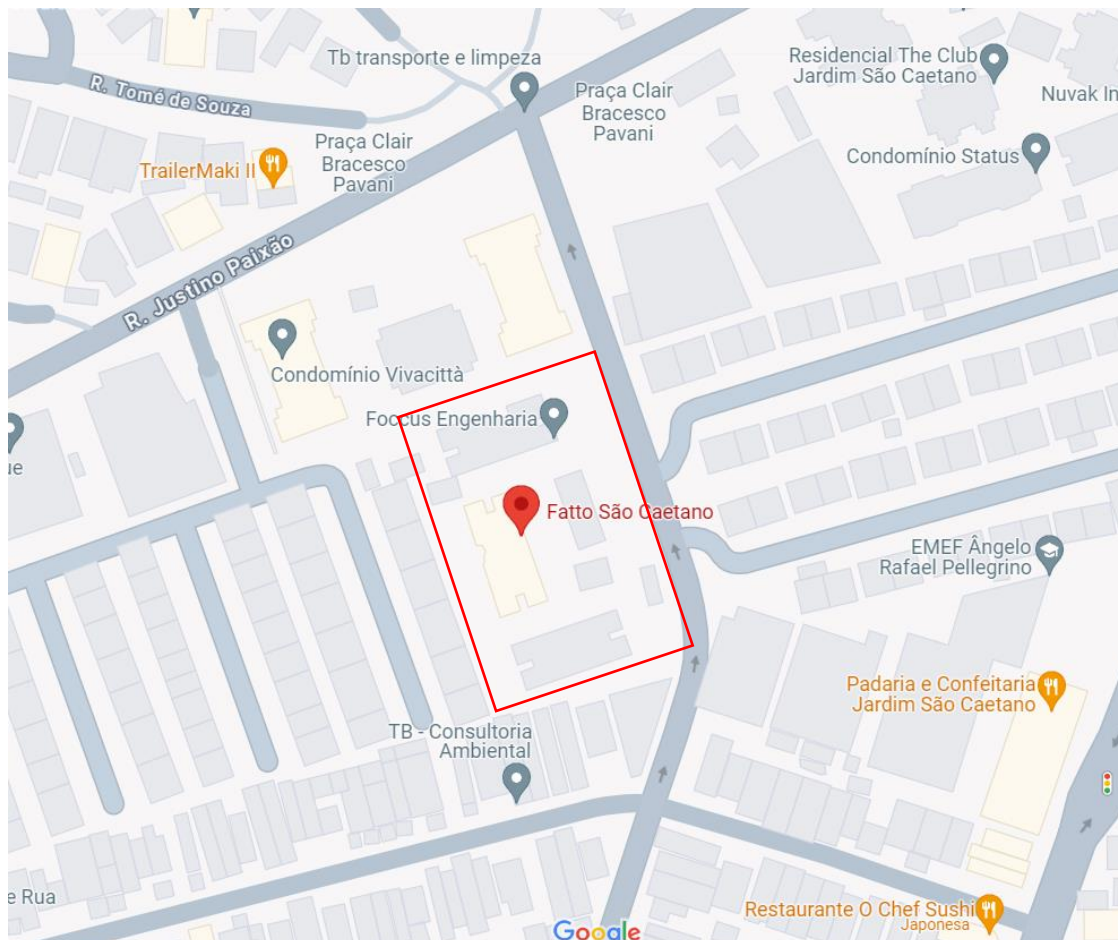 Tb transporte e limpeza
Residencial The Club
Jardim São Caetano
R. Tomé de Souza
Praça Clair
Bracesco
Pavani
Nuvak In
Praça Clair
Bracesco
Pavani
TrailerMaki II
Condomínio Status
R. Justino Paixão
Condomínio Vivacittà
Foccus Engenharia
ue
Fatto São Caetano
EMEF Ângelo
Rafael Pellegrino
Padaria e Confeitaria
Jardim São Caetano
TB - Consultoria
Ambiental
e Rua
Restaurante O Chef Sushi
Japonesa
Google